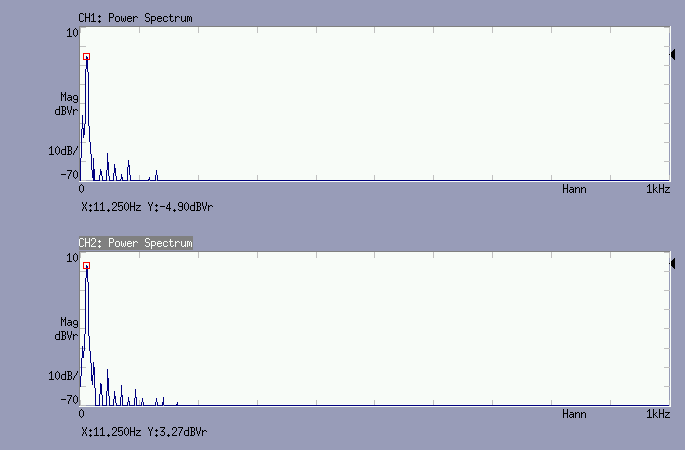 CH1: Power Spectrum
10
Mag
dBVr
10dB/
-70
0 Hann 1kHz
X:11.250Hz Y:-4.90dBVr
CH2: Power Spectrum
10
Mag
dBVr
10dB/
-70
0 Hann 1kHz
X:11.250Hz Y:3.27dBVr